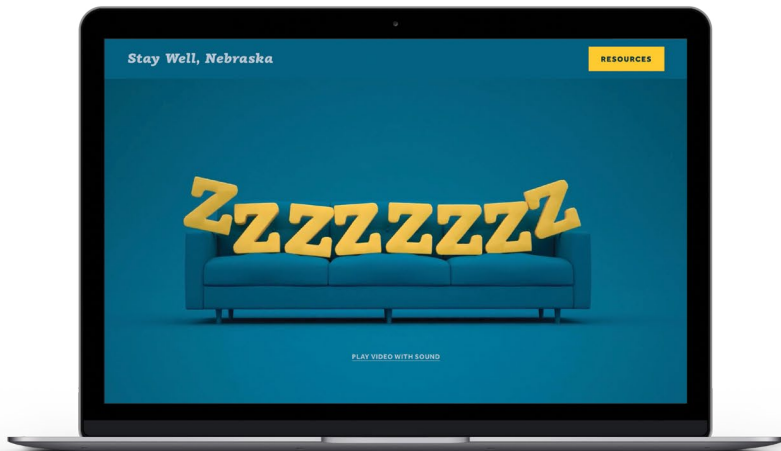 Stay Well, Nebraska
RESOURCES
ZZZZZZZZ
PLAY VIDEO WITH SOUND